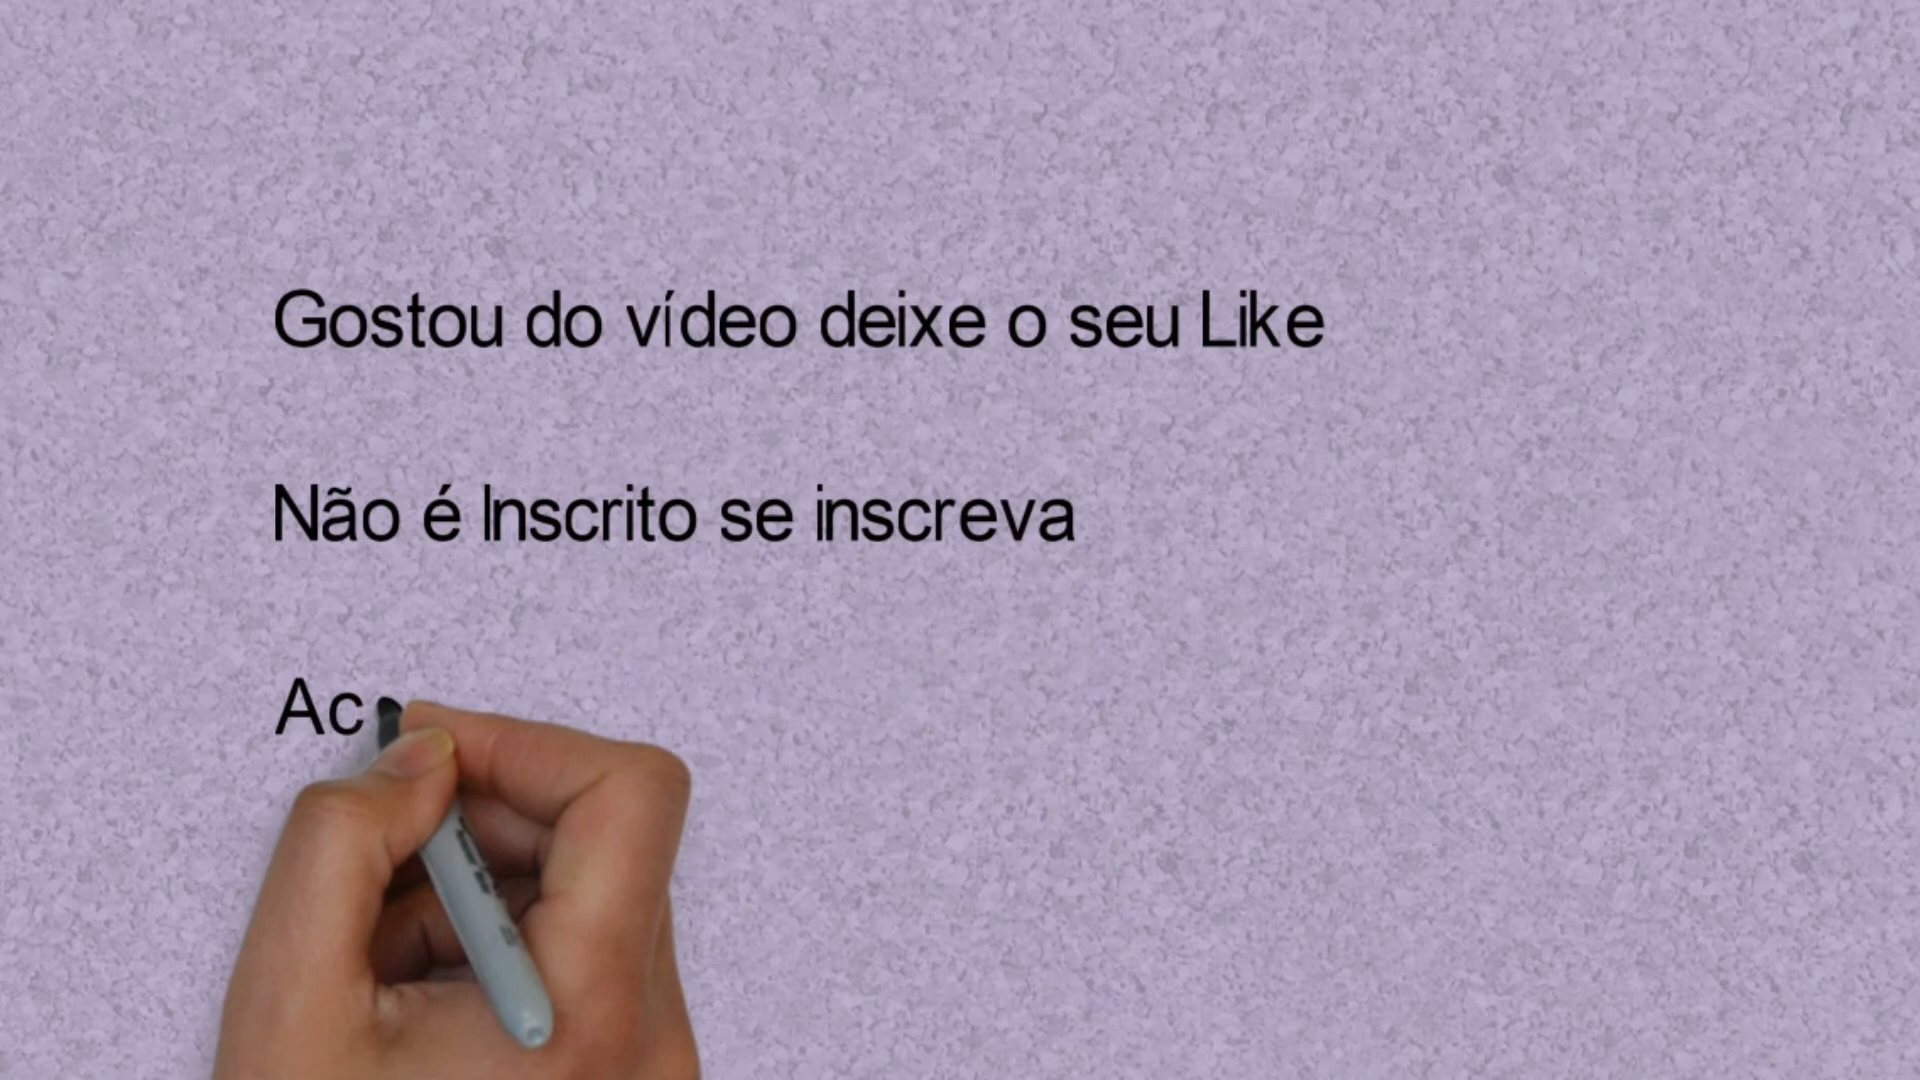 Gostou do vídeo deixe o seu Like
Não é Inscrito se inscreva
Ac